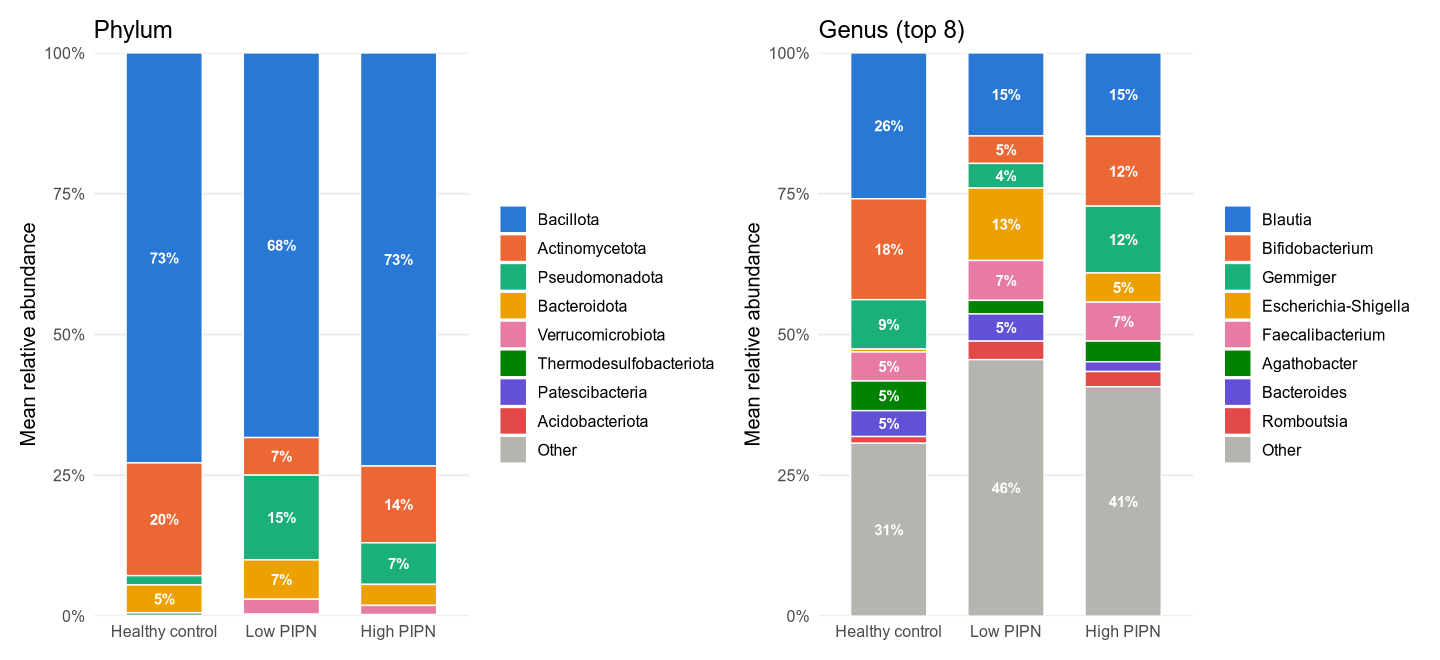 Phylum
Mean relative abundance
100%
75%
50%
25%
0%
73%
20%
5%
68%
7%
15%
7%
73%
14%
7%
Healthy control
Low PIPN
High PIPN
Bacillota
Actinomycetota
Pseudomonadota
Bacteroidota
Verrucomicrobiota
Thermodesulfobacteriota
Patescibacteria
Acidobacteriota
Other
Genus (top 8)
Mean relative abundance
100%
75%
50%
25%
0%
26%
18%
9%
5%
5%
5%
31%
15%
5%
4%
13%
7%
5%
46%
15%
12%
12%
5%
7%
41%
Healthy control
Low PIPN
High PIPN
Blautia
Bifidobacterium
Gemmiger
Escherichia-Shigella
Faecalibacterium
Agathobacter
Bacteroides
Romboutsia
Other